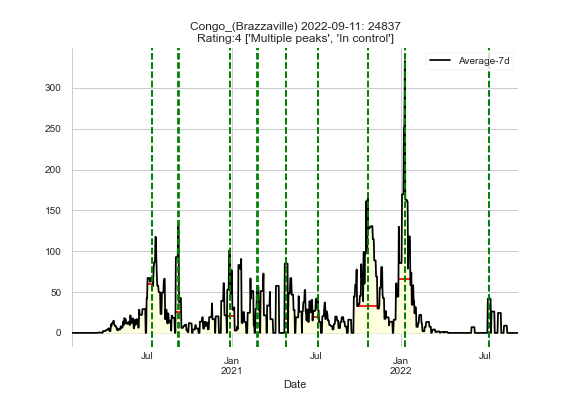 Congo_(Brazzaville) 2022-09-11: 24837
Rating:4 ['Multiple peaks', 'In control']
Average-7d
300
250
200
150
100
50
0
Jul
Jan
2021
Jul
Jan
2022
Jul
Date